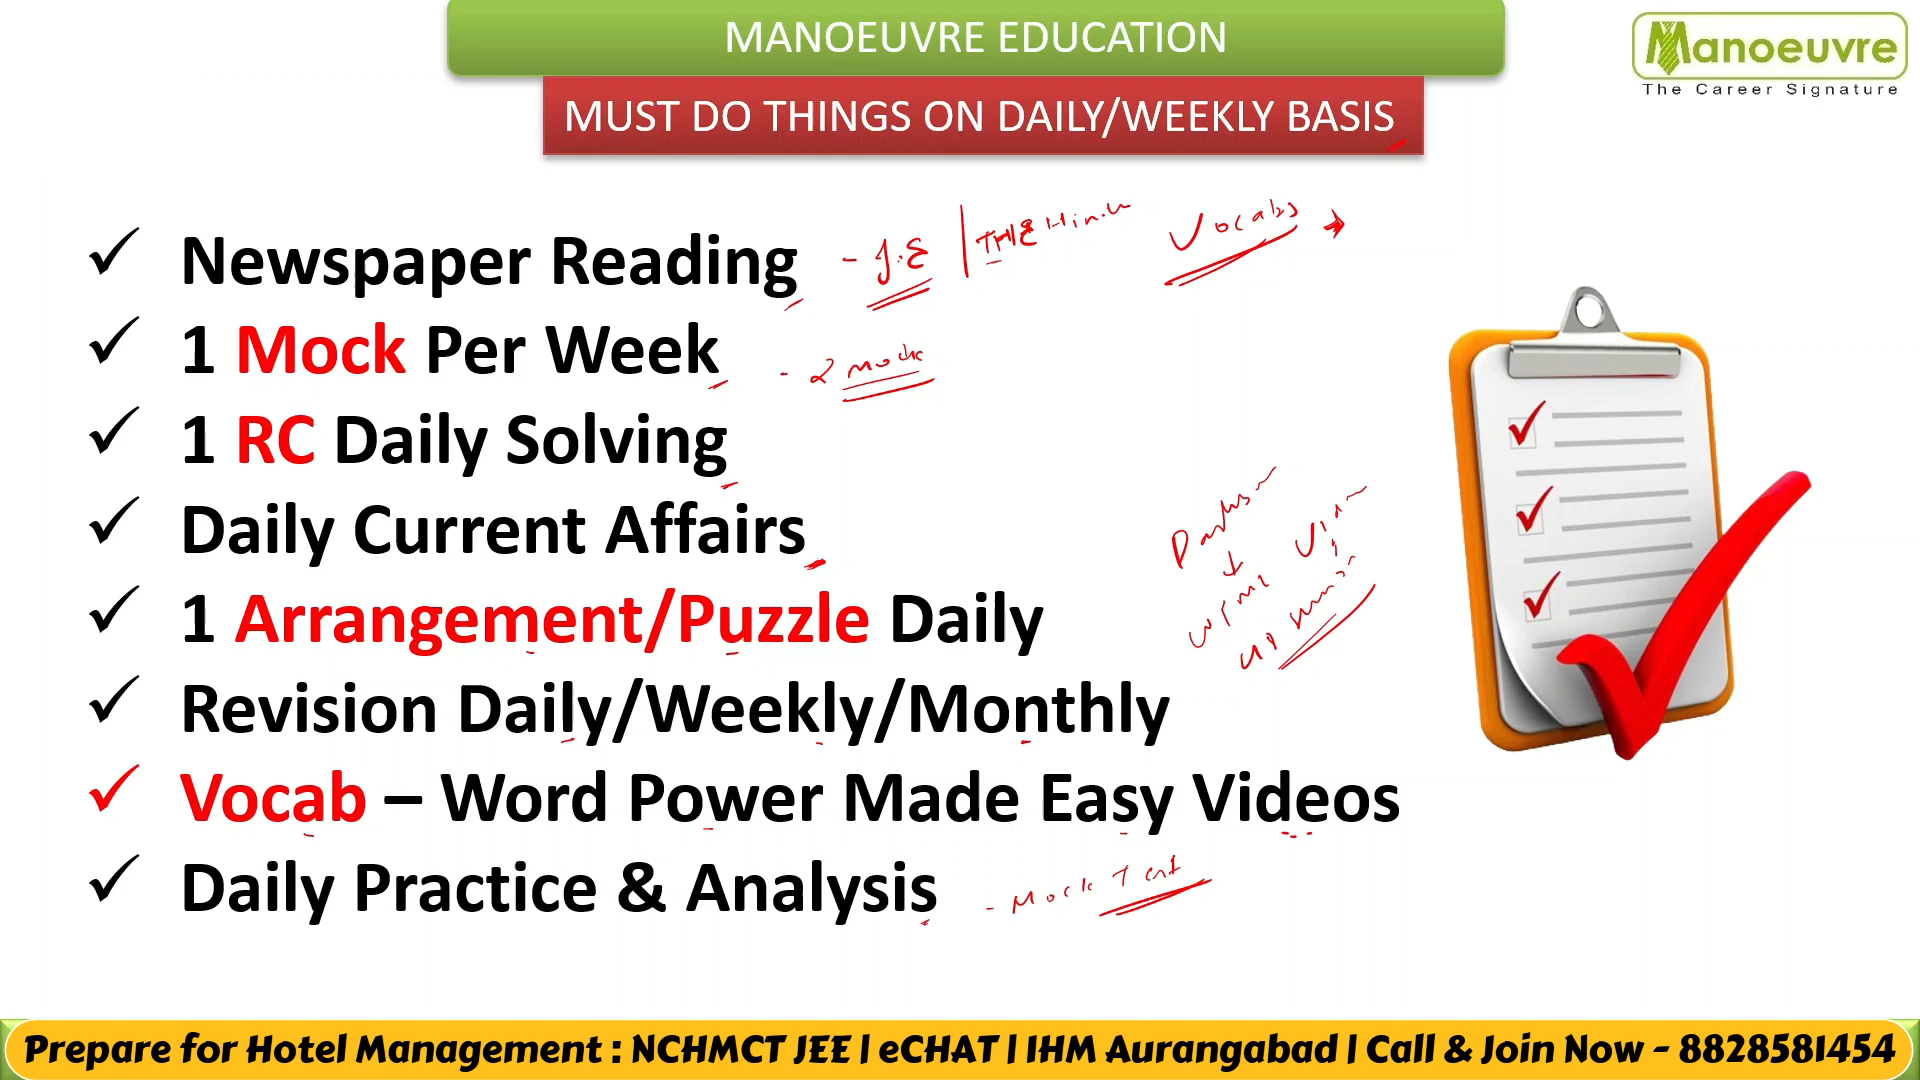 MANOEUVRE EDUCATION
Manoeuvre
The Career Signature
MUST DO THINGS ON DAILY/WEEKLY BASIS
Newspaper Reading - I.E | THE Hindu Vocabs
1 Mock Per Week - 2 mocks
1 RC Daily Solving
Daily Current Affairs
1 Arrangement/Puzzle Daily
Revision Daily/Weekly/Monthly
Vocab – Word Power Made Easy Videos
Daily Practice & Analysis - Mock Test
Prepare for Hotel Management : NCHMCT JEE | eCHAT | IHM Aurangabad | Call & Join Now - 8828581454